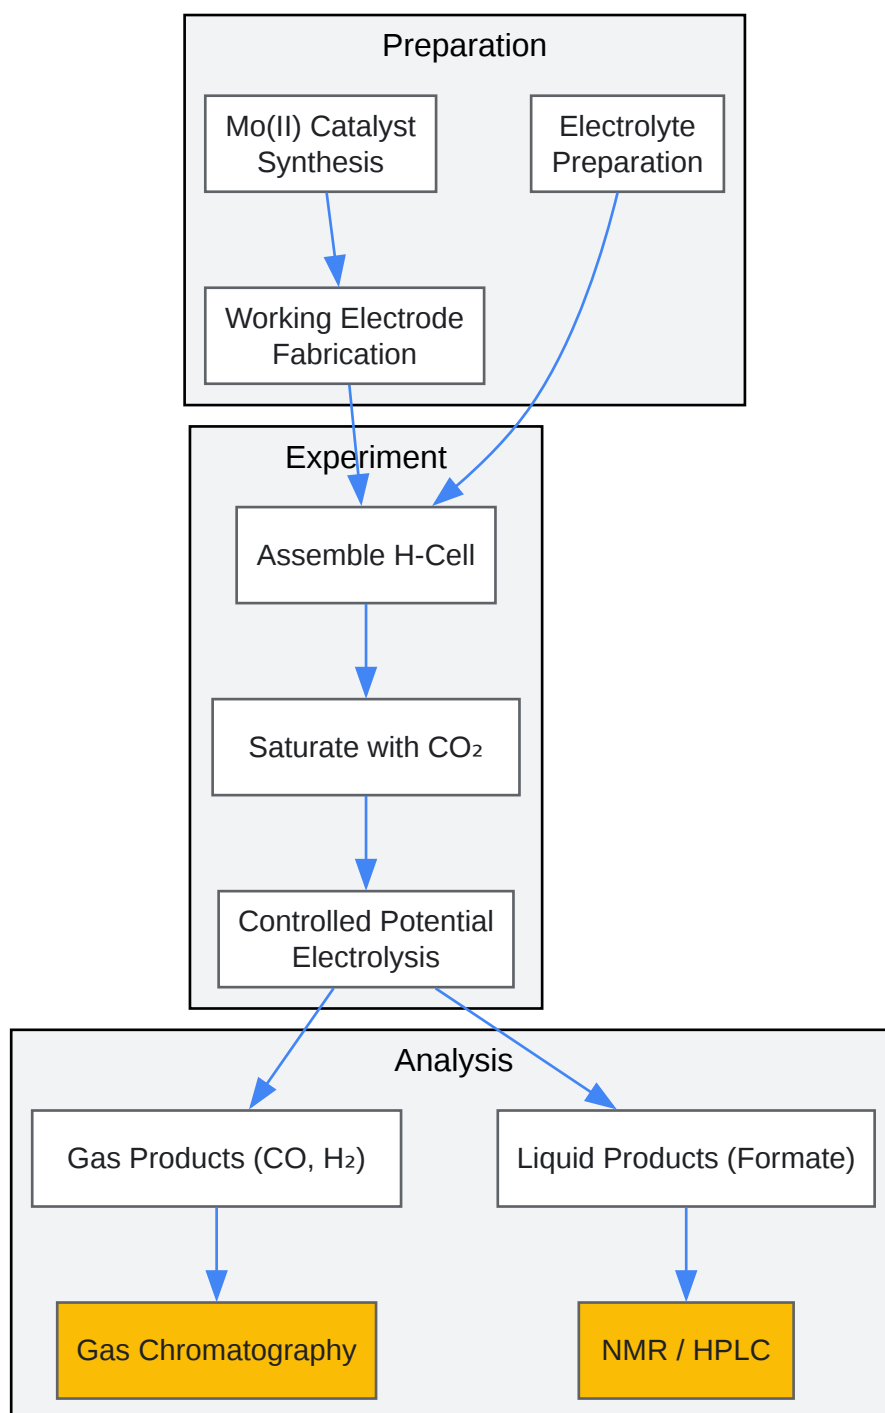 Preparation
Mo(II) Catalyst
Synthesis
Electrolyte
Preparation
Working Electrode
Fabrication
Experiment
Assemble H-Cell
Saturate with CO₂
Controlled Potential
Electrolysis
Analysis
Gas Products (CO, H₂)
Liquid Products (Formate)
Gas Chromatography
NMR / HPLC